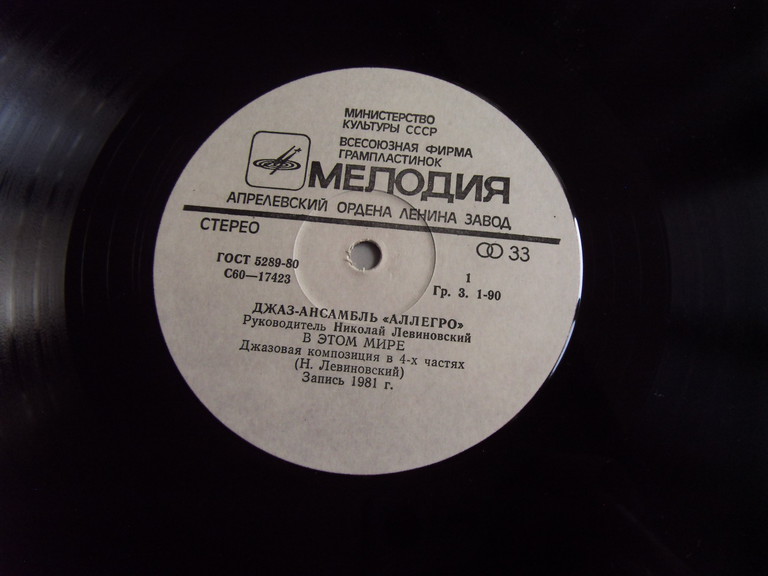 МИНИСТЕРСТВО
КУЛЬТУРЫ СССР
ВСЕСОЮЗНАЯ ФИРМА
ГРАМПЛАСТИНОК
МЕЛОДИЯ
АПРЕЛЕВСКИЙ ОРДЕНА ЛЕНИНА ЗАВОД
СТЕРЕО
33
ГОСТ 5289-80
С60—17423
1
Гр. 3. 1-90
ДЖАЗ-АНСАМБЛЬ «АЛЛЕГРО»
Руководитель Николай Левиновский
В ЭТОМ МИРЕ
Джазовая композиция в 4-х частях
(Н. Левиновский)
Запись 1981 г.